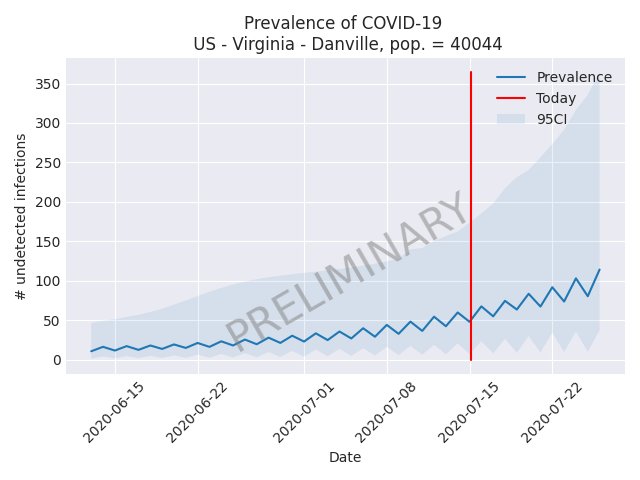 Prevalence of COVID-19
US - Virginia - Danville, pop. = 40044
# undetected infections
350
300
250
200
150
100
50
0
Prevalence
Today
95CI
PRELIMINARY
2020-06-15
2020-06-22
2020-07-01
2020-07-08
2020-07-15
2020-07-22
Date